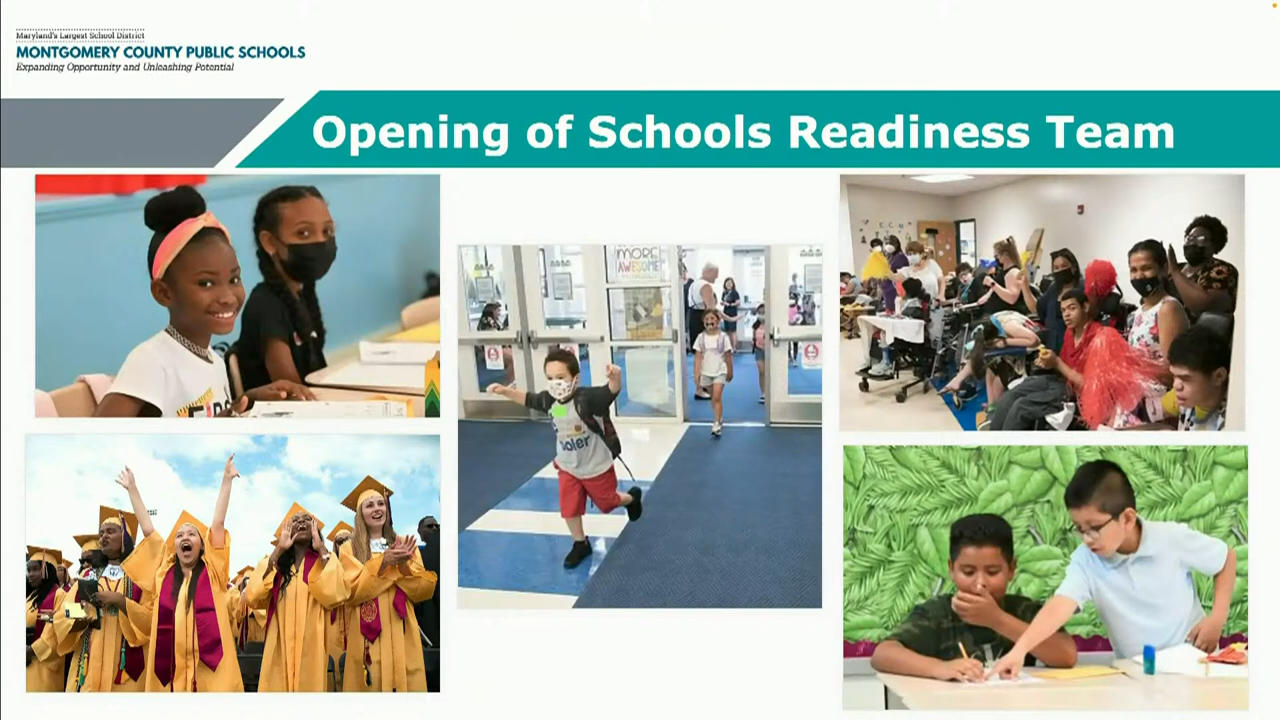 Maryland's Largest School District
MONTGOMERY COUNTY PUBLIC SCHOOLS
Expanding Opportunity and Unleashing Potential
Opening of Schools Readiness Team
MORE
AWESOME